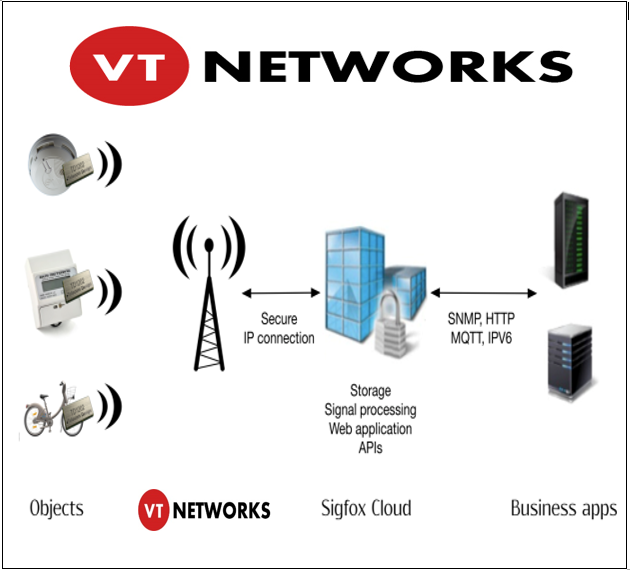 VT NETWORKS
Secure
IP connection
SNMP, HTTP
MQTT, IPV6
Storage
Signal processing
Web application
APIs
Objects
VT NETWORKS
Sigfox Cloud
Business apps